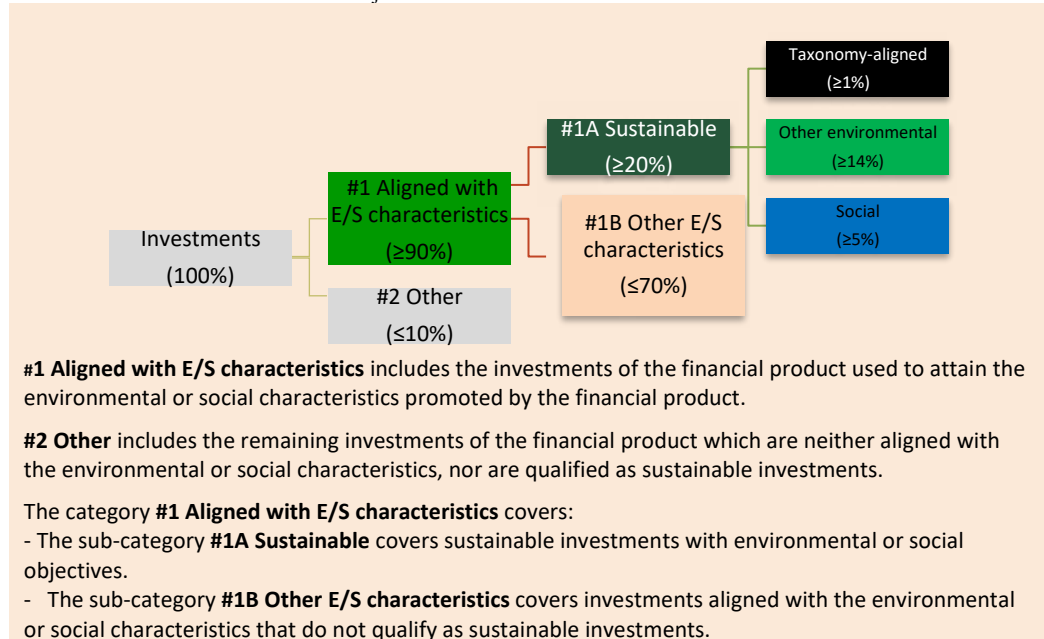 Taxonomy-aligned
(≥1%)
#1A Sustainable
(≥20%)
Other environmental
(≥14%)
#1 Aligned with
E/S characteristics
(≥90%)
#1B Other E/S
characteristics
(≤70%)
Social
(≥5%)
Investments
(100%)
#2 Other
(≤10%)
#1 Aligned with E/S characteristics includes the investments of the financial product used to attain the
environmental or social characteristics promoted by the financial product.
#2 Other includes the remaining investments of the financial product which are neither aligned with
the environmental or social characteristics, nor are qualified as sustainable investments.
The category #1 Aligned with E/S characteristics covers:
- The sub-category #1A Sustainable covers sustainable investments with environmental or social
objectives.
- The sub-category #1B Other E/S characteristics covers investments aligned with the environmental
or social characteristics that do not qualify as sustainable investments.